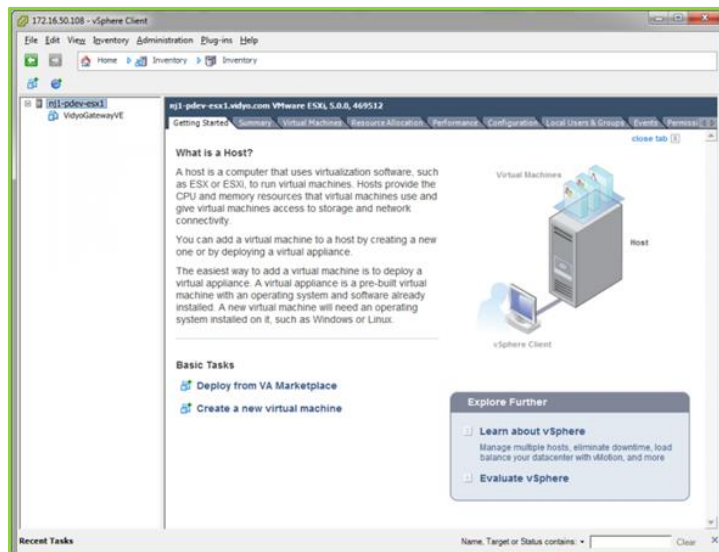 172.16.50.108 - vSphere Client
File Edit View Inventory Administration Plug-ins Help
Home Inventory Inventory
nj1-pdev-esx1
VidyoGatewayVE
nj1-pdev-esx1.vidyo.com VMware ESXi, 5.0.0, 469512
Getting Started Summary Virtual Machines Resource Allocation Performance Configuration Local Users & Groups Events Permissi
close tab
What is a Host?
A host is a computer that uses virtualization software, such
as ESX or ESXi, to run virtual machines. Hosts provide the
CPU and memory resources that virtual machines use and
give virtual machines access to storage and network
connectivity.
You can add a virtual machine to a host by creating a new
one or by deploying a virtual appliance.
The easiest way to add a virtual machine is to deploy a
virtual appliance. A virtual appliance is a pre-built virtual
machine with an operating system and software already
installed. A new virtual machine will need an operating
system installed on it, such as Windows or Linux.
Virtual Machines
Host
vSphere Client
Basic Tasks
Deploy from VA Marketplace
Create a new virtual machine
Explore Further
Learn about vSphere
Manage multiple hosts, eliminate downtime, load
balance your datacenter with vMotion, and more
Evaluate vSphere
Recent Tasks
Name, Target or Status contains: Clear